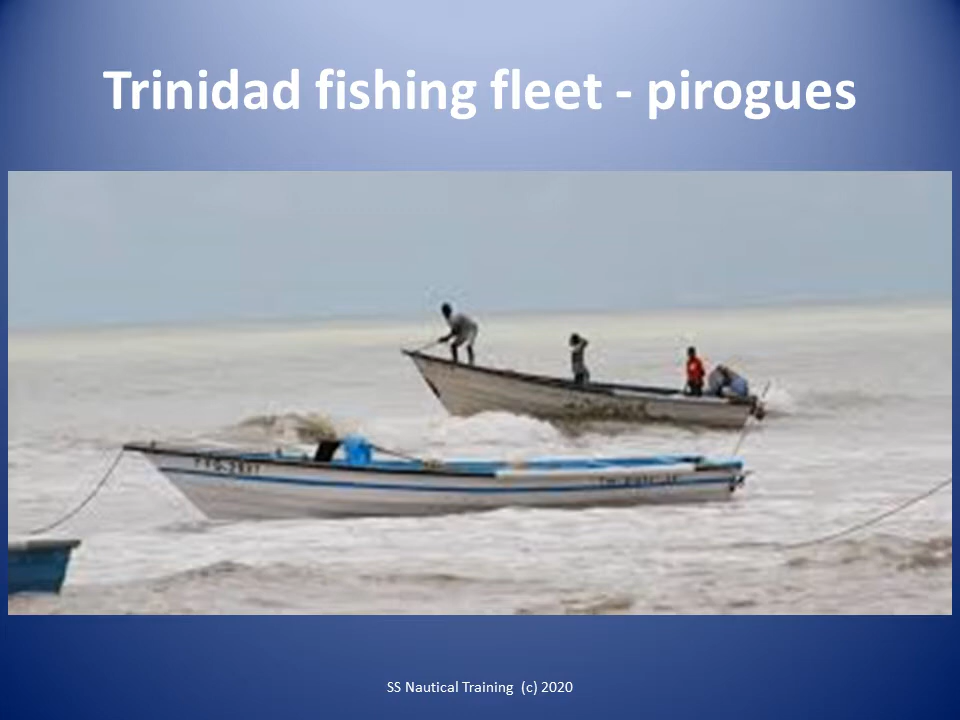 Trinidad fishing fleet - pirogues
SS Nautical Training (c) 2020